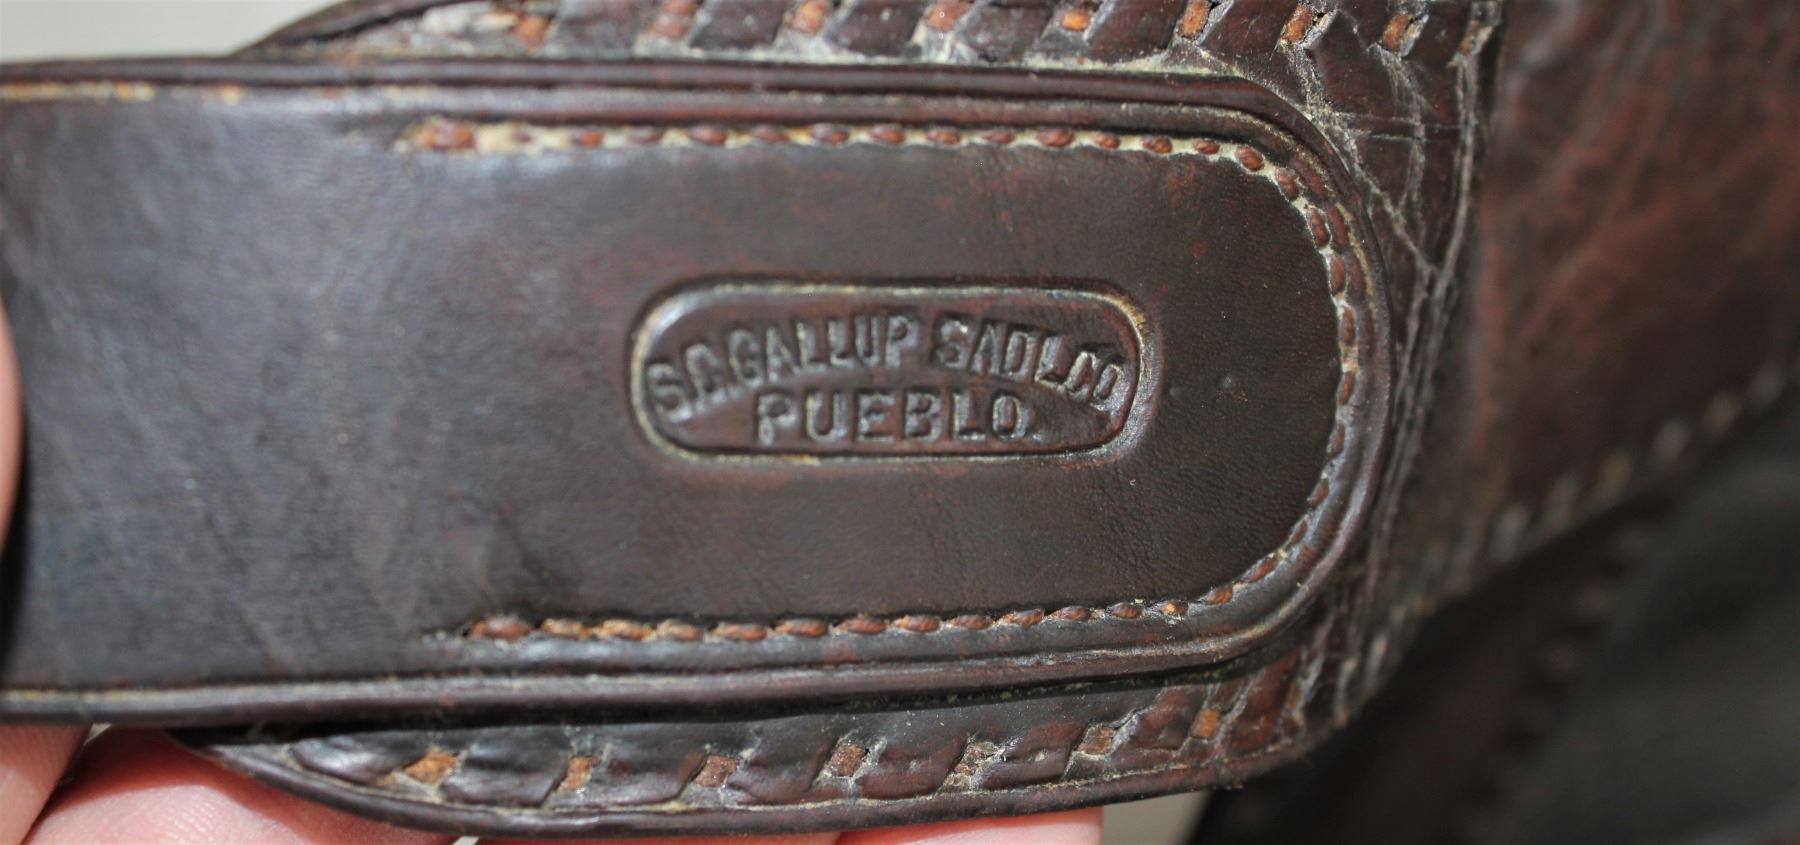 S.C. GALLUP SADL. CO
PUEBLO.